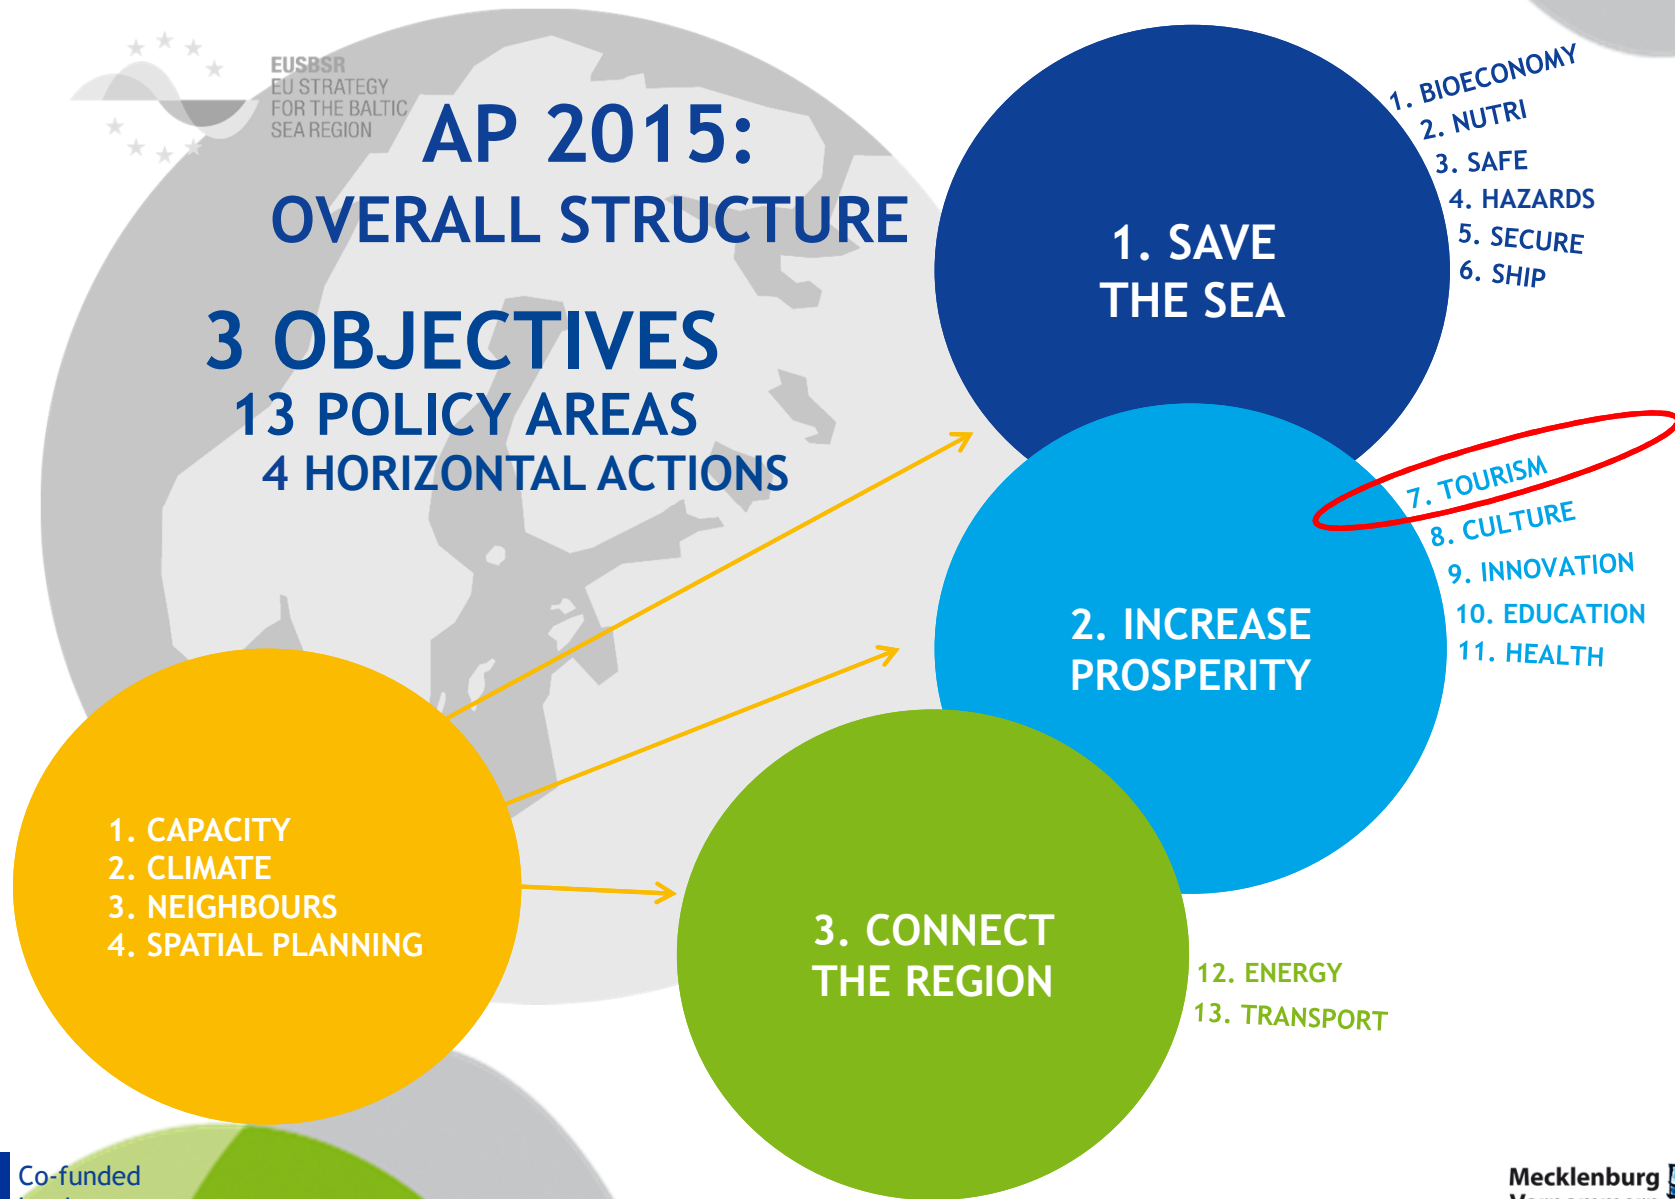 EUSBSR
EU STRATEGY
FOR THE BALTIC
SEA REGION
AP 2015:
OVERALL STRUCTURE
3 OBJECTIVES
13 POLICY AREAS
4 HORIZONTAL ACTIONS
1. SAVE
THE SEA
1. BIOECONOMY
2. NUTRI
3. SAFE
4. HAZARDS
5. SECURE
6. SHIP
2. INCREASE
PROSPERITY
7. TOURISM
8. CULTURE
9. INNOVATION
10. EDUCATION
11. HEALTH
1. CAPACITY
2. CLIMATE
3. NEIGHBOURS
4. SPATIAL PLANNING
3. CONNECT
THE REGION
12. ENERGY
13. TRANSPORT
Co-funded
Mecklenburg